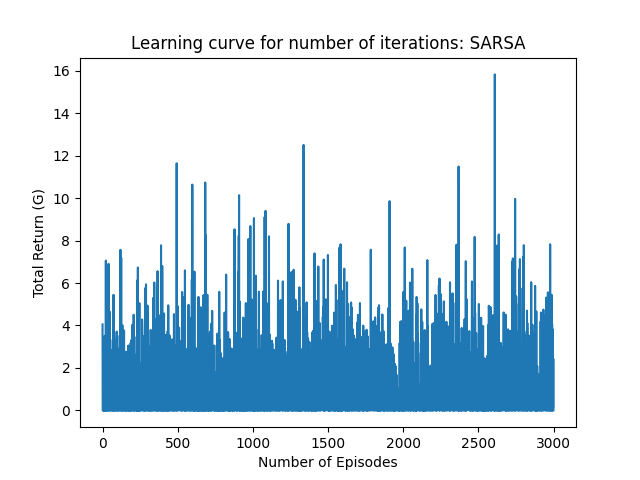 Learning curve for number of iterations: SARSA
Total Return (G)
16
14
12
10
8
6
4
2
0
0 500 1000 1500 2000 2500 3000
Number of Episodes